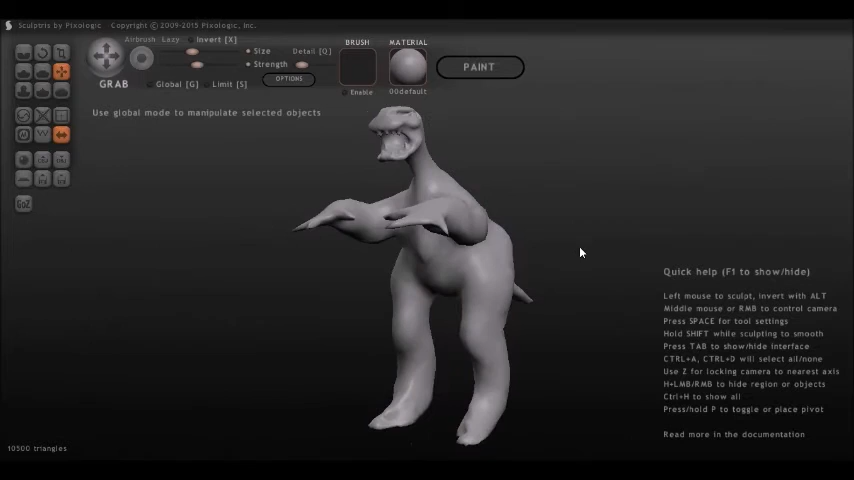 Sculptris by Pixologic Copyright © 2009-2015 Pixologic, Inc.
Airbrush Lazy Invert [X]
Size
Detail [Q]
Strength
GRAB
Global [G] Limit [S]
OPTIONS
BRUSH
Enable
MATERIAL
00default
PAINT
Use global mode to manipulate selected objects
GoZ
Quick help (F1 to show/hide)
Left mouse to sculpt, invert with ALT
Middle mouse or RMB to control camera
Press SPACE for tool settings
Hold SHIFT while sculpting to smooth
Press TAB to show/hide interface
CTRL+A, CTRL+D will select all/none
Use Z for locking camera to nearest axis
H+LMB/RMB to hide region or objects
Ctrl+H to show all
Press/hold P to toggle or place pivot
Read more in the documentation
10500 triangles